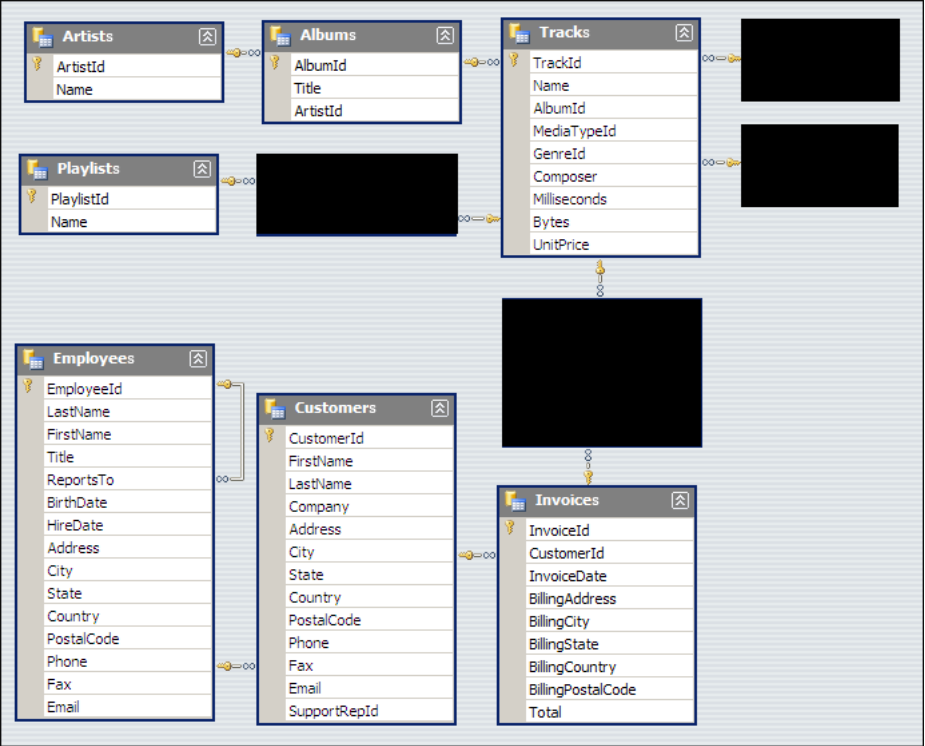 Artists
ArtistId
Name
Albums
AlbumId
Title
ArtistId
Tracks
TrackId
Name
AlbumId
MediaTypeId
GenreId
Composer
Milliseconds
Bytes
UnitPrice
Playlists
PlaylistId
Name
Employees
EmployeeId
LastName
FirstName
Title
ReportsTo
BirthDate
HireDate
Address
City
State
Country
PostalCode
Phone
Fax
Email
Customers
CustomerId
FirstName
LastName
Company
Address
City
State
Country
PostalCode
Phone
Fax
Email
SupportRepId
Invoices
InvoiceId
CustomerId
InvoiceDate
BillingAddress
BillingCity
BillingState
BillingCountry
BillingPostalCode
Total